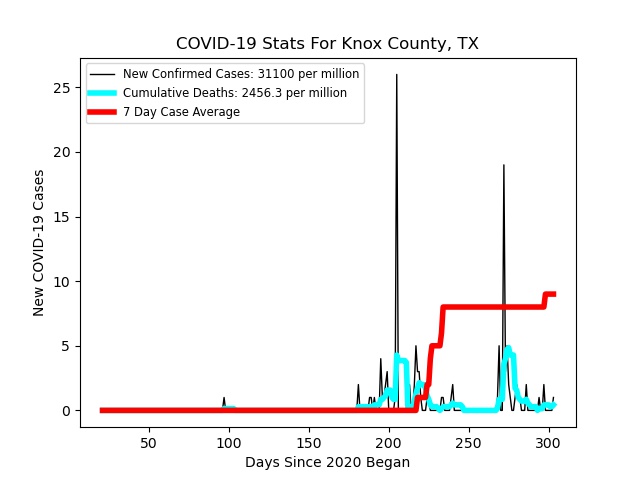 COVID-19 Stats For Knox County, TX
New Confirmed Cases: 31100 per million
Cumulative Deaths: 2456.3 per million
7 Day Case Average
New COVID-19 Cases
25
20
15
10
5
0
50 100 150 200 250 300
Days Since 2020 Began